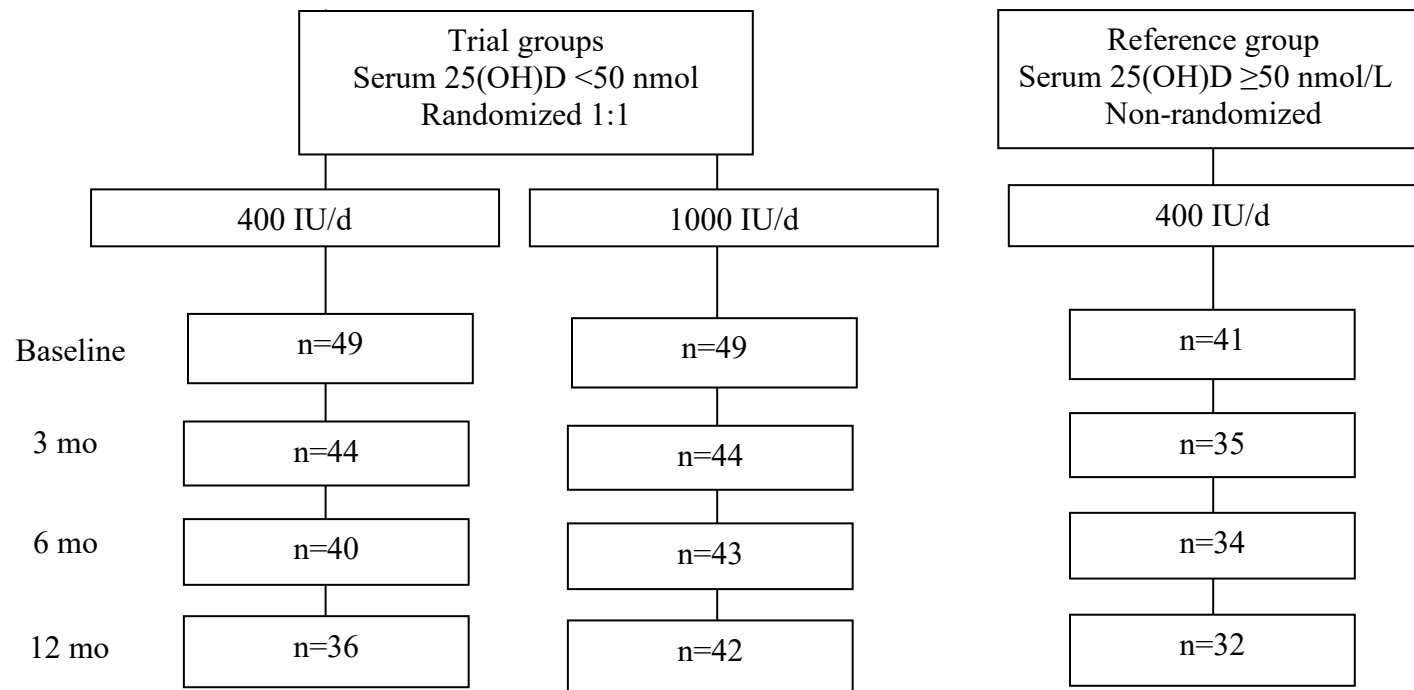 Trial groups
Serum 25(OH)D <50 nmol
Randomized 1:1
Reference group
Serum 25(OH)D ≥50 nmol/L
Non-randomized
400 IU/d
1000 IU/d
400 IU/d
Baseline
n=49
n=49
n=41
3 mo
n=44
n=44
n=35
6 mo
n=40
n=43
n=34
12 mo
n=36
n=42
n=32